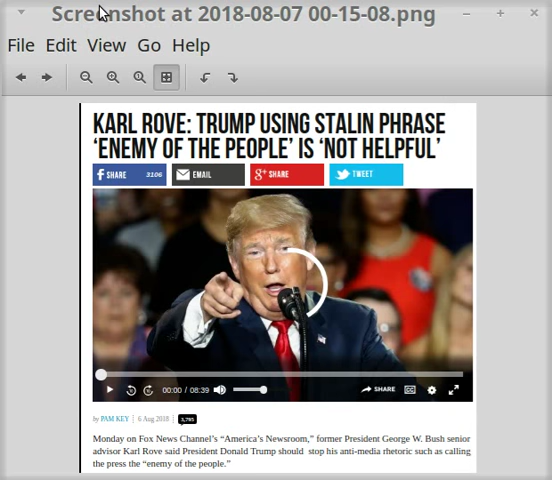 Screenshot at 2018-08-07 00-15-08.png
File Edit View Go Help
KARL ROVE: TRUMP USING STALIN PHRASE
‘ENEMY OF THE PEOPLE’ IS ‘NOT HELPFUL’
SHARE 3106 EMAIL SHARE TWEET
00:00 / 08:39 SHARE
by PAM KEY 6 Aug 2018 3,795
Monday on Fox News Channel’s “America’s Newsroom,” former President George W. Bush senior
advisor Karl Rove said President Donald Trump should stop his anti-media rhetoric such as calling
the press the “enemy of the people.”